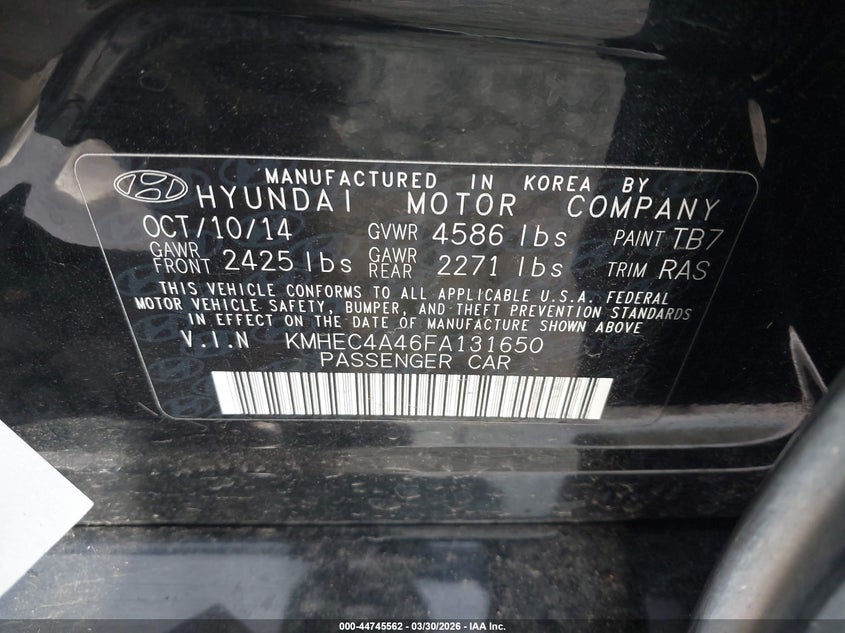 MANUFACTURED IN KOREA BY
HYUNDAI MOTOR COMPANY
OCT/10/14 GVWR 4586 lbs PAINT TB7
GAWR FRONT 2425 lbs GAWR REAR 2271 lbs TRIM RAS
THIS VEHICLE CONFORMS TO ALL APPLICABLE U.S.A. FEDERAL
MOTOR VEHICLE SAFETY, BUMPER, AND THEFT PREVENTION STANDARDS
IN EFFECT ON THE DATE OF MANUFACTURE SHOWN ABOVE
V.I.N KMHEC4A46FA131650
PASSENGER CAR
000-44745562 - 03/30/2026 - IAA Inc.